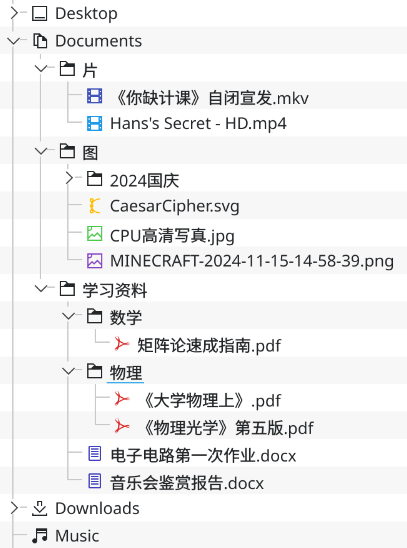 Desktop
Documents
片
《你缺计课》自闭宣发.mkv
Hans's Secret - HD.mp4
图
2024国庆
CaesarCipher.svg
CPU高清写真.jpg
MINECRAFT-2024-11-15-14-58-39.png
学习资料
数学
矩阵论速成指南.pdf
物理
《大学物理上》.pdf
《物理光学》第五版.pdf
电子电路第一次作业.docx
音乐会鉴赏报告.docx
Downloads
Music